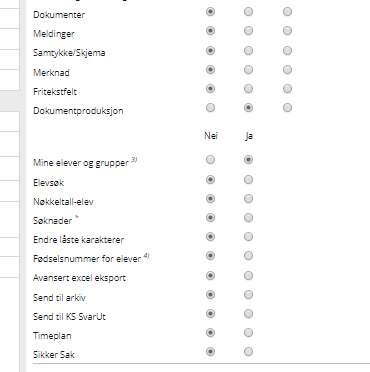 Dokumenter
Meldinger
Samtykke/Skjema
Merknad
Fritekstfelt
Dokumentproduksjon
Nei Ja
Mine elever og grupper 3)
Elevsøk
Nøkkeltall-elev
Søknader *
Endre låste karakterer
Fødselsnummer for elever 4)
Avansert excel eksport
Send til arkiv
Send til KS SvarUt
Timeplan
Sikker Sak